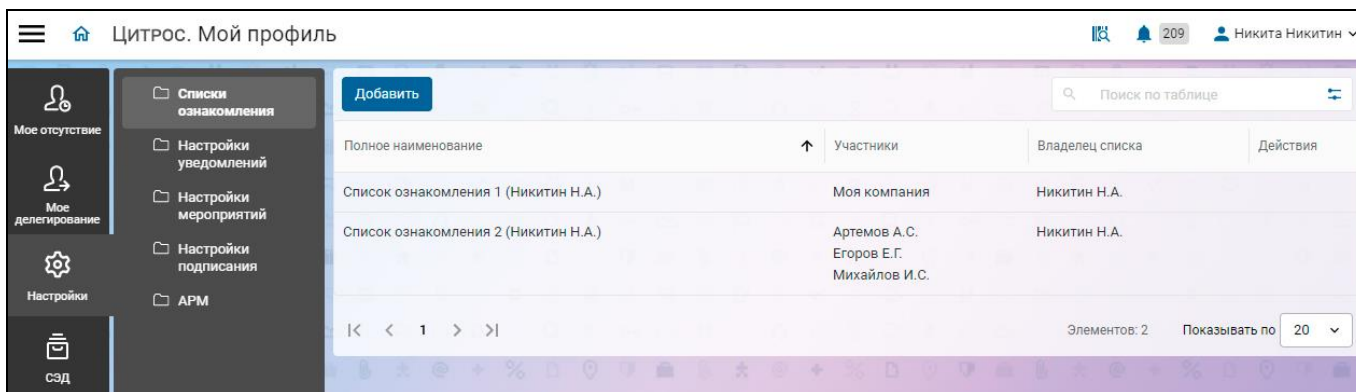 Цитрос. Мой профиль
209
Никита Никитин
Мое отсутствие
Мое
делегирование
Настройки
СЭД
Списки
ознакомления
Настройки
уведомлений
Настройки
мероприятий
Настройки
подписания
АРМ
Добавить
Поиск по таблице
Полное наименование
Участники
Владелец списка
Действия
Список ознакомления 1 (Никитин Н.А.)
Моя компания
Никитин Н.А.
Список ознакомления 2 (Никитин Н.А.)
Артемов А.С.
Егоров Е.Г.
Михайлов И.С.
Никитин Н.А.
1
Элементов: 2
Показывать по
20